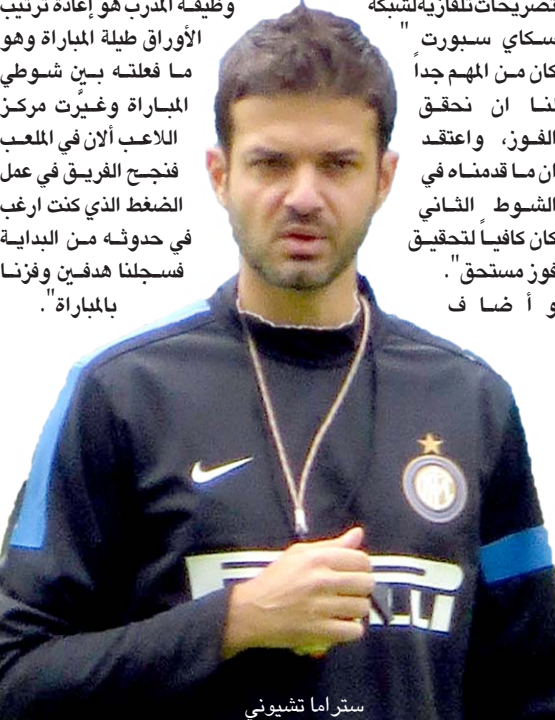 تصريحات تلفازية لشبكة
سكاي سبورت "
كان من المهم جداً
لنا ان نحقق
الفوز، واعتقد
ان ما قدمناه في
الشوط الثاني
كان كافياً لتحقيق
فوز مستحق".
و أ ضا ف
وظيفة المدرب هو إعادة ترتيب
الأوراق طيلة المباراة وهو
ما فعلته بين شوطي
المباراة وغيَّرت مركز
اللاعب ألان في الملعب
فنجح الفريق في عمل
الضغط الذي كنت ارغب
في حدوثه من البداية
فسجلنا هدفين وفزنا
بالمباراة".
ستراما تشيوني